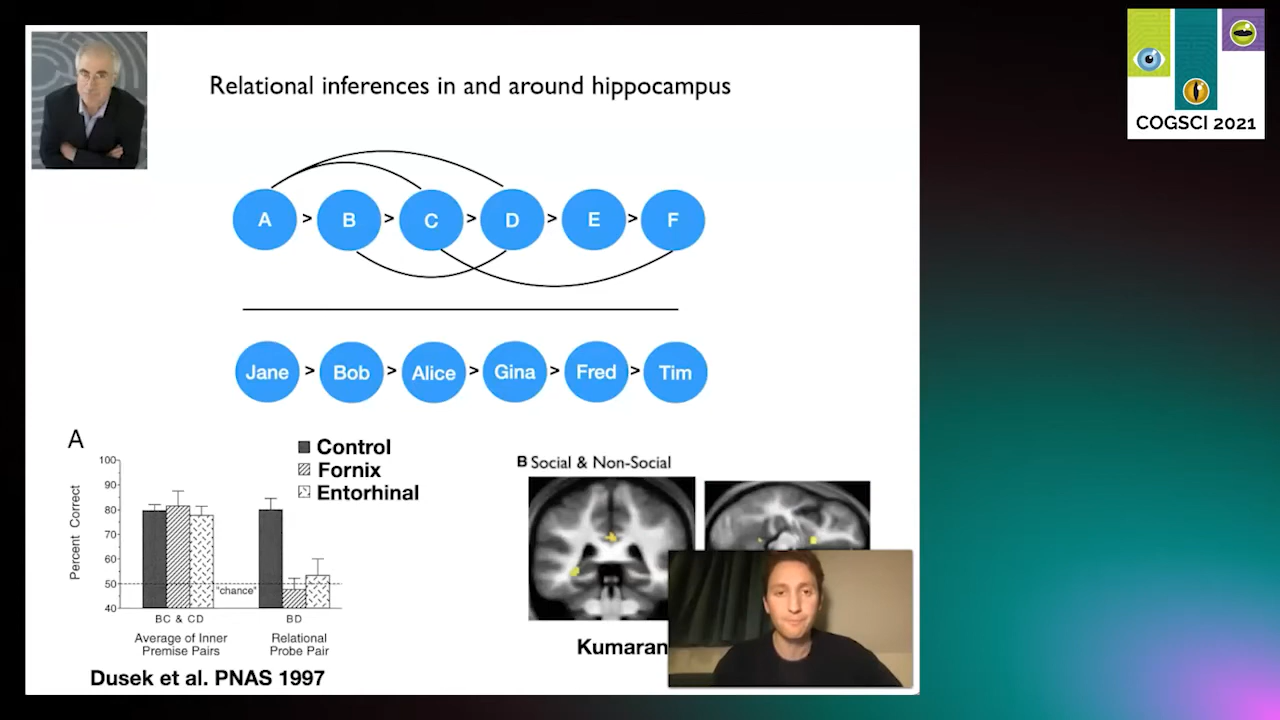 Relational inferences in and around hippocampus
COGSCI 2021
A > B > C > D > E > F
Jane > Bob > Alice > Gina > Fred > Tim
A
Control
Fornix
Entorhinal
Percent Correct
100
90
80
70
60
50
40
"chance"
BC & CD
BD
Average of Inner
Premise Pairs
Relational
Probe Pair
Dusek et al. PNAS 1997
B Social & Non-Social
Kumaran